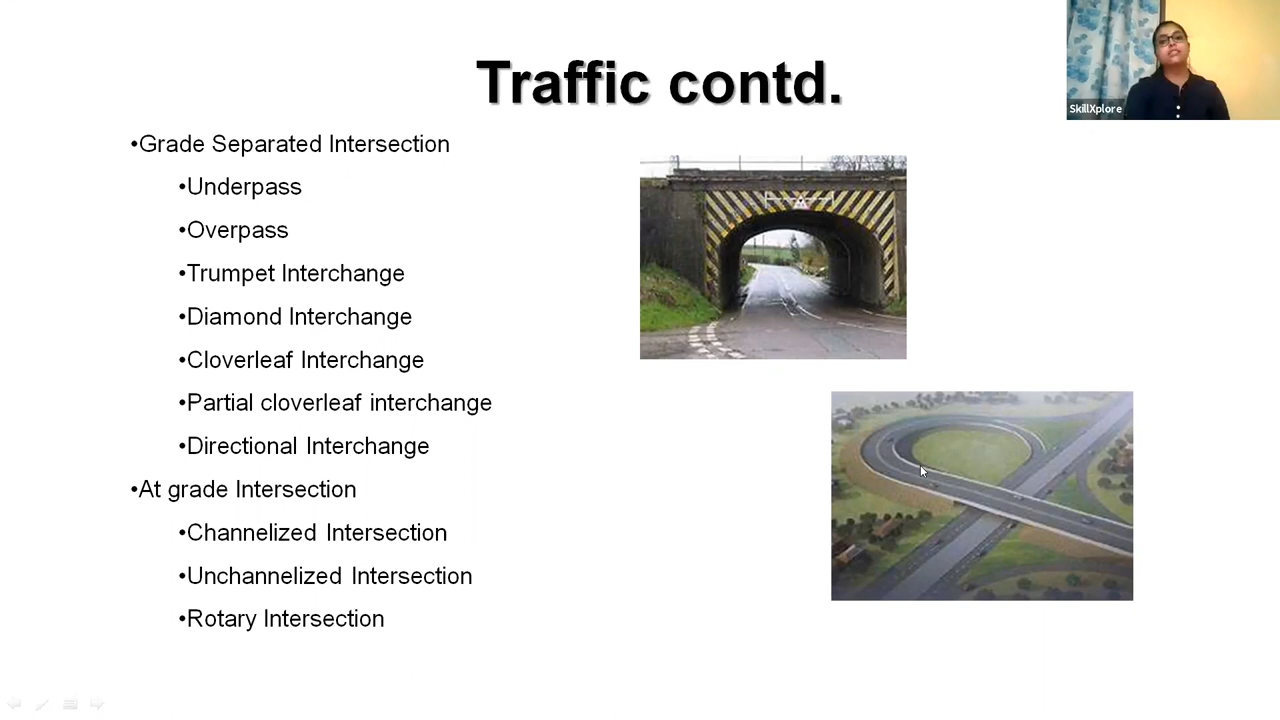 Traffic contd.
SkillXplore
•Grade Separated Intersection
•Underpass
•Overpass
•Trumpet Interchange
•Diamond Interchange
•Cloverleaf Interchange
•Partial cloverleaf interchange
•Directional Interchange
•At grade Intersection
•Channelized Intersection
•Unchannelized Intersection
•Rotary Intersection